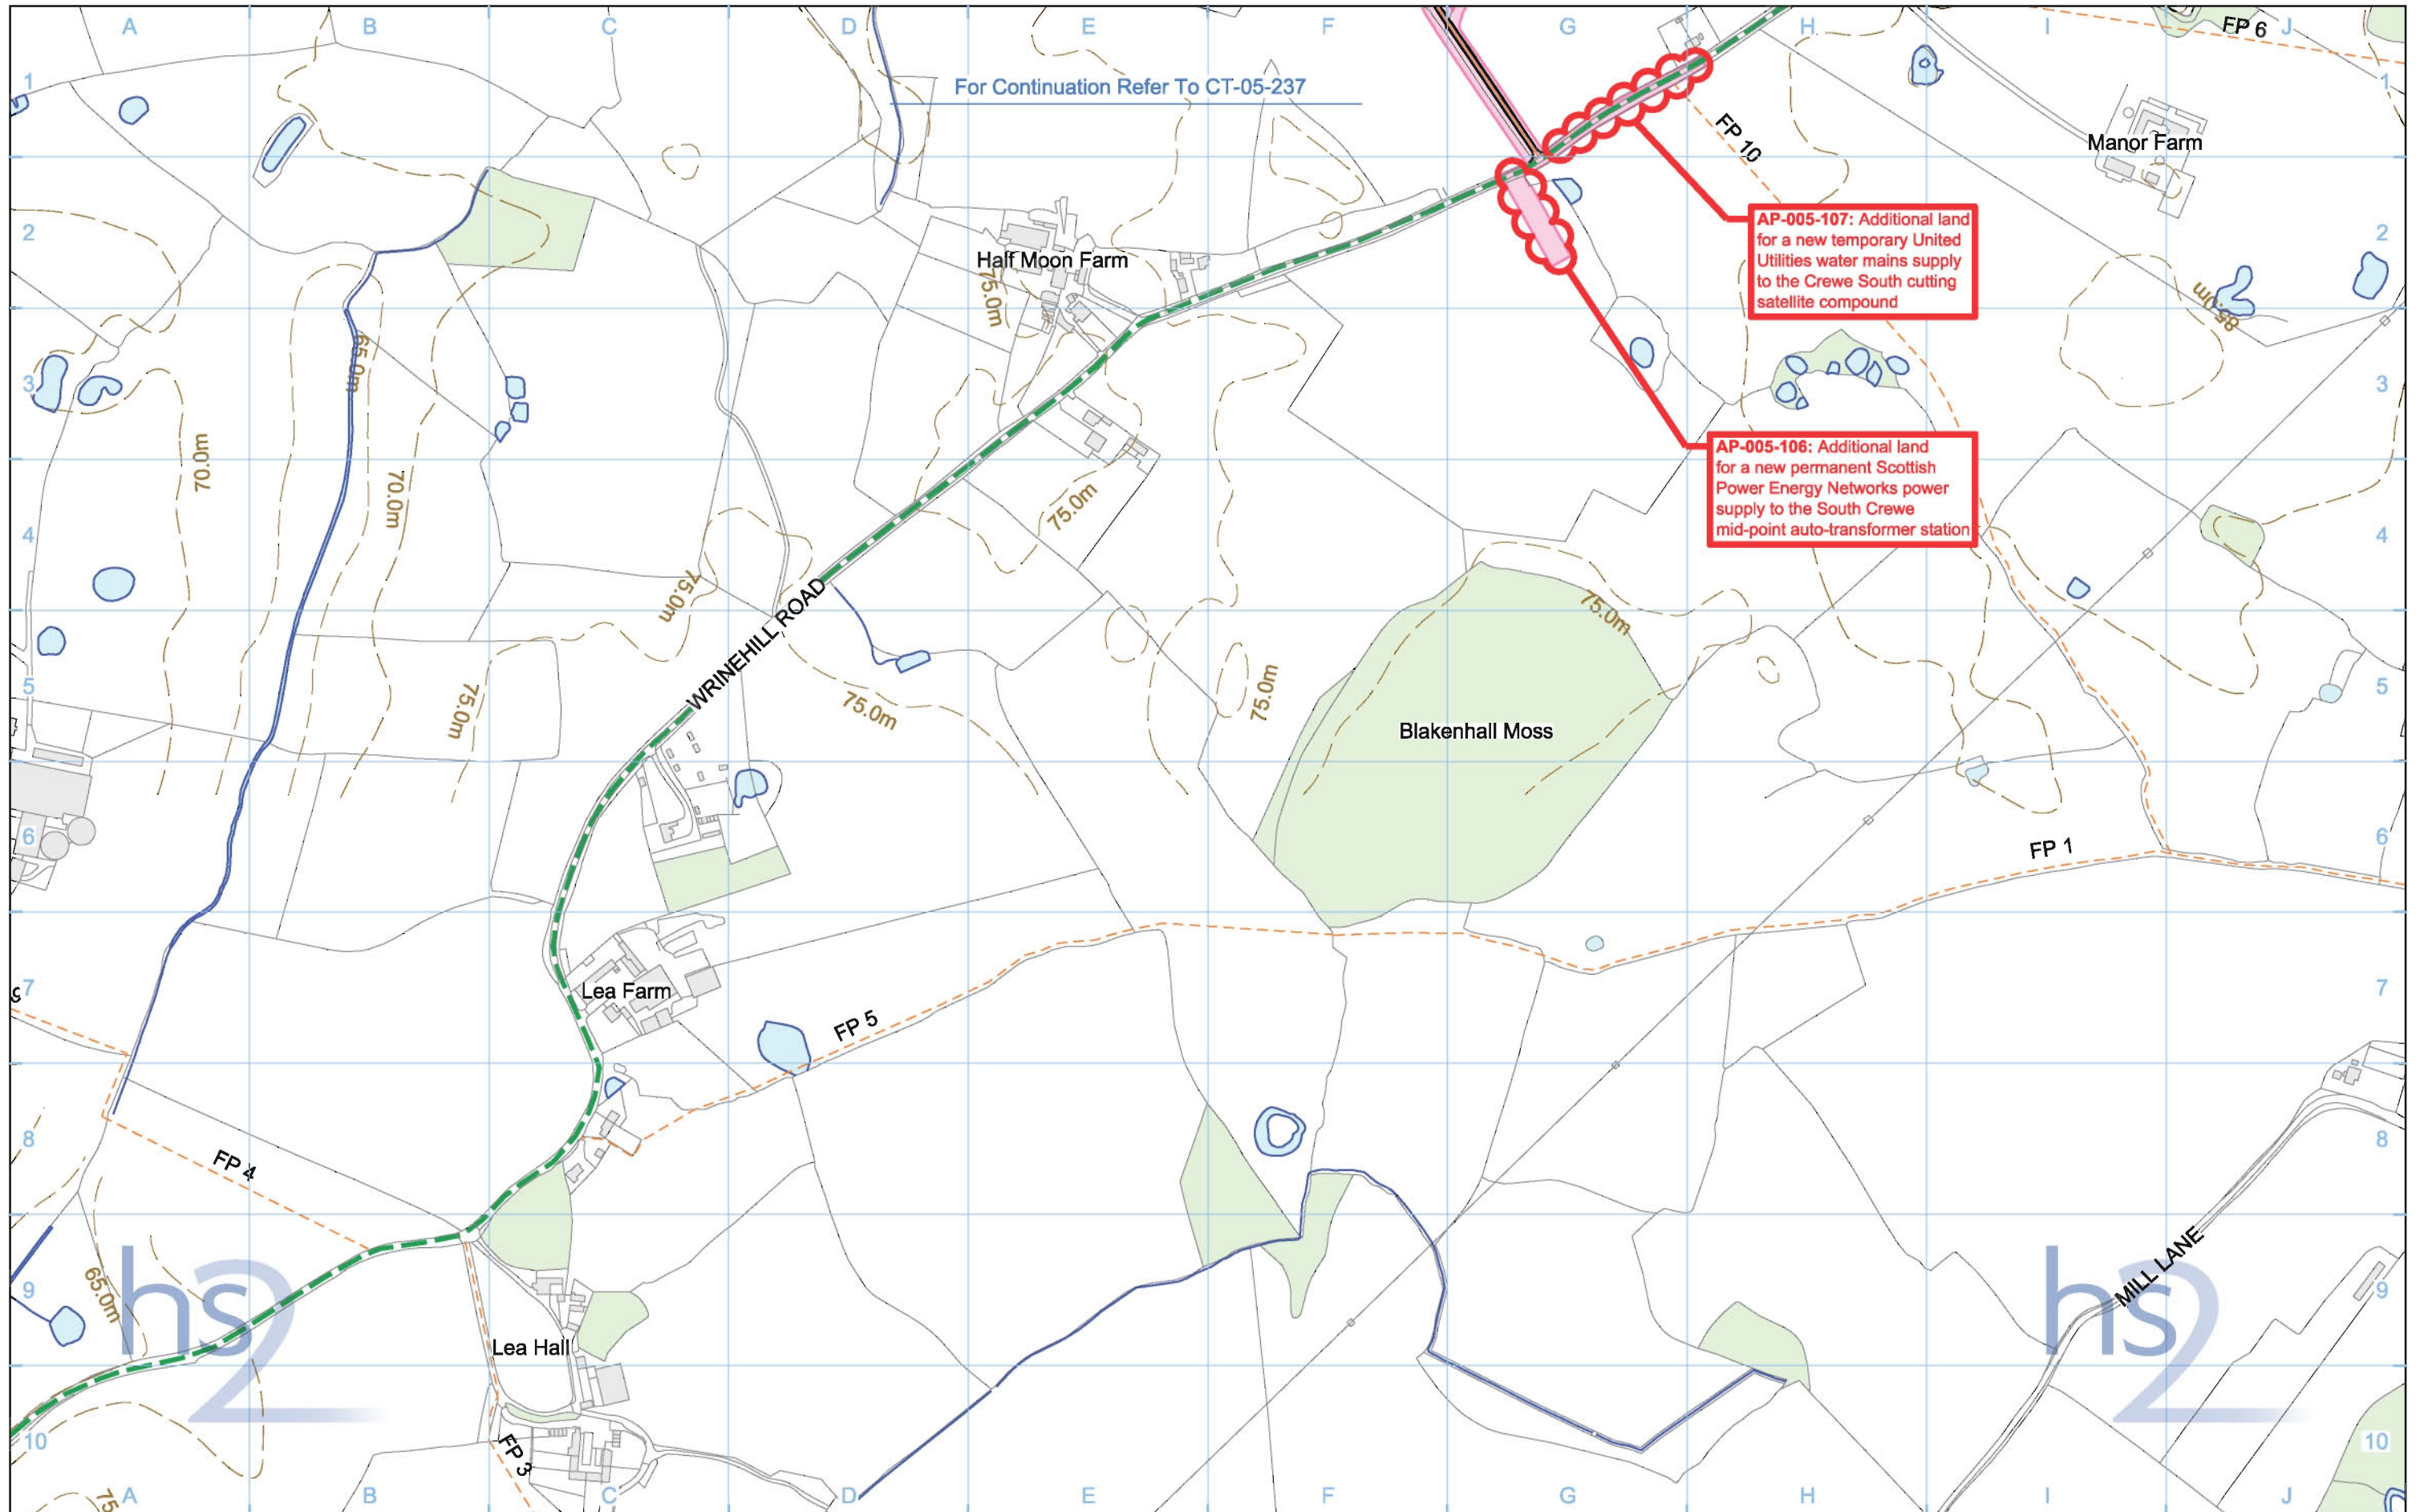 A B C D E F G H I J
FP 6
1 1
For Continuation Refer To CT-05-237
FP 10
Manor Farm
2 2
AP-005-107: Additional land
for a new temporary United
Utilities water mains supply
to the Crewe South cutting
satellite compound
Half Moon Farm
75.0m
85.0m
65.0m
3 3
70.0m
70.0m
AP-005-106: Additional land
for a new permanent Scottish
Power Energy Networks power
supply to the South Crewe
mid-point auto-transformer station
75.0m
4 4
75.0m
75.0m
WRINEHILL ROAD
5 5
75.0m
75.0m
75.0m
Blakenhall Moss
6 6
FP 1
g
7 7
Lea Farm
FP 5
8 8
FP 4
65.0m
hs2
9 9
MILL LANE
hs2
Lea Hall
10 10
FP 3
75
A B C D E F G H I J